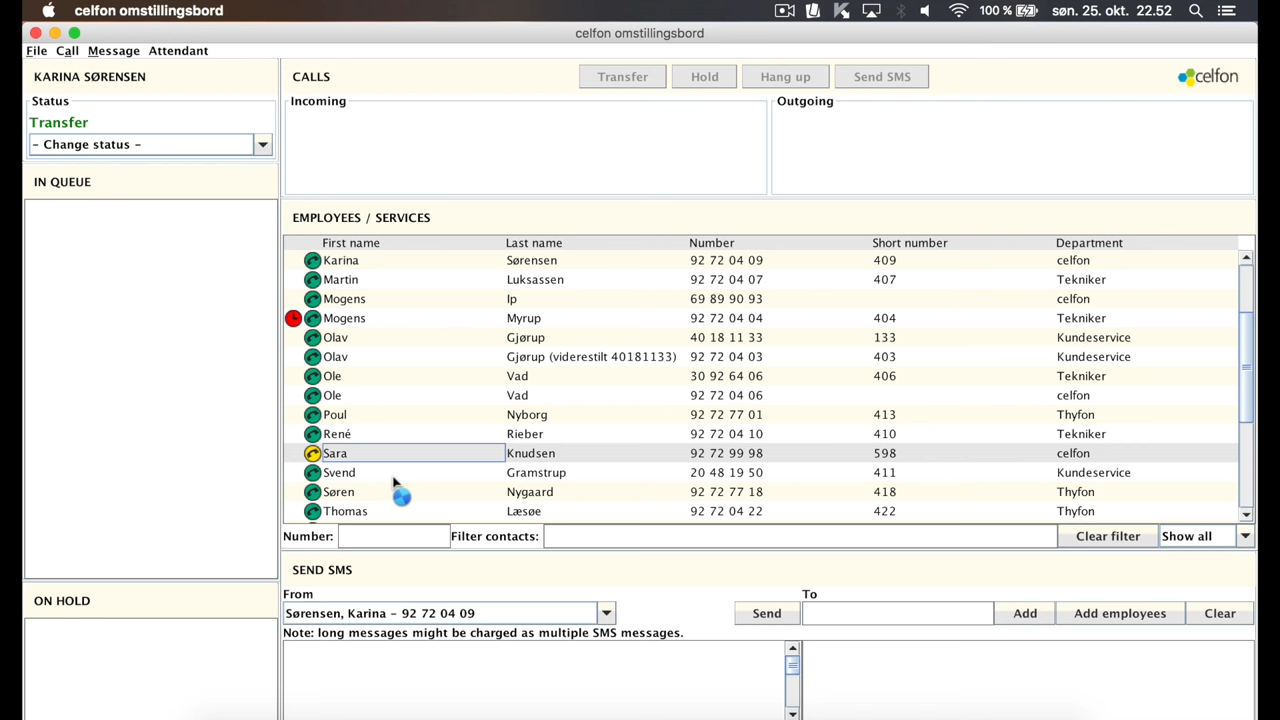 celfon omstillingsbord 100 % søn. 25. okt. 22.52
celfon omstillingsbord
File Call Message Attendant
KARINA SØRENSEN
Status
Transfer
– Change status –
IN QUEUE
ON HOLD
CALLS Transfer Hold Hang up Send SMS celfon
Incoming Outgoing
EMPLOYEES / SERVICES
First name Last name Number Short number Department
Karina Sørensen 92 72 04 09 409 celfon
Martin Luksassen 92 72 04 07 407 Tekniker
Mogens Ip 69 89 90 93 celfon
Mogens Myrup 92 72 04 04 404 Tekniker
Olav Gjørup 40 18 11 33 133 Kundeservice
Olav Gjørup (viderestilt 40181133) 92 72 04 03 403 Kundeservice
Ole Vad 30 92 64 06 406 Tekniker
Ole Vad 92 72 04 06 celfon
Poul Nyborg 92 72 77 01 413 Thyfon
René Rieber 92 72 04 10 410 Tekniker
Sara Knudsen 92 72 99 98 598 celfon
Svend Gramstrup 20 48 19 50 411 Kundeservice
Søren Nygaard 92 72 77 18 418 Thyfon
Thomas Læsøe 92 72 04 22 422 Thyfon
Number: Filter contacts: Clear filter Show all
SEND SMS
From To
Sørensen, Karina – 92 72 04 09 Send Add Add employees Clear
Note: long messages might be charged as multiple SMS messages.